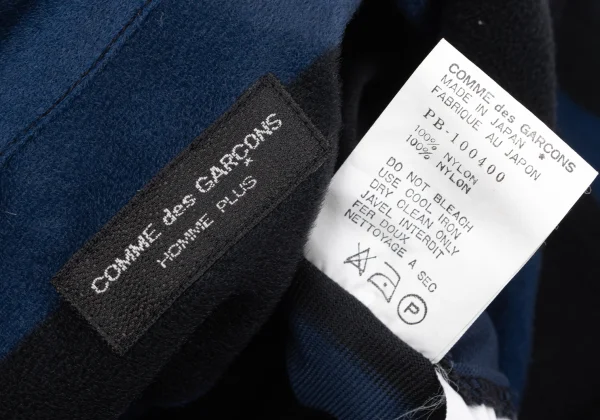 COMME des GARÇONS
HOMME PLUS
COMME des GARCONS
MADE IN JAPAN
FABRIQUE AU JAPON
PB-100400
100% NYLON
100% NYLON
DO NOT BLEACH
USE COOL IRON
DRY CLEAN ONLY
JAVEL INTERDIT
FER DOUX
NETTOYAGE A SEC
P